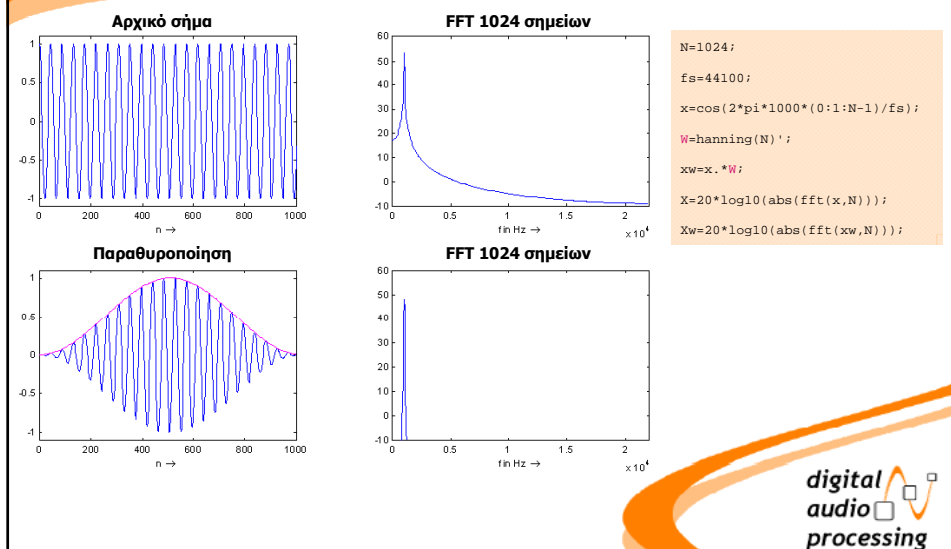 Αρχικό σήμα
1
0.5
0
-0.5
-1
0 200 400 600 800 1000
n →
FFT 1024 σημείων
60
50
40
30
20
10
0
-10
0 0.5 1 1.5 2
f in Hz → x 10^4
N=1024;
fs=44100;
x=cos(2*pi*1000*(0:1:N-1)/fs);
W=hanning(N)';
xw=x.*W;
X=20*log10(abs(fft(x,N)));
Xw=20*log10(abs(fft(xw,N)));
Παραθυροποίηση
1
0.5
0
-0.5
-1
0 200 400 600 800 1000
n →
FFT 1024 σημείων
60
50
40
30
20
10
0
-10
0 0.5 1 1.5 2
f in Hz → x 10^4
digital
audio
processing